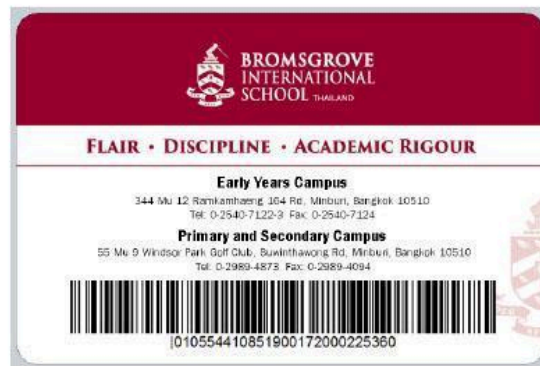 BROMSGROVE
INTERNATIONAL
SCHOOL THAILAND
FLAIR · DISCIPLINE · ACADEMIC RIGOUR
Early Years Campus
344 Mu 12 Ramkamhaeng 164 Rd, Minburi, Bangkok 10510
Tel: 0-2540-7122-3 Fax: 0-2540-7124
Primary and Secondary Campus
55 Mu 9 Windsor Park Golf Club, Suwinthawong Rd, Minburi, Bangkok 10510
Tel: 0-2989-4873 Fax: 0-2989-4094
|010554410851900172000225360